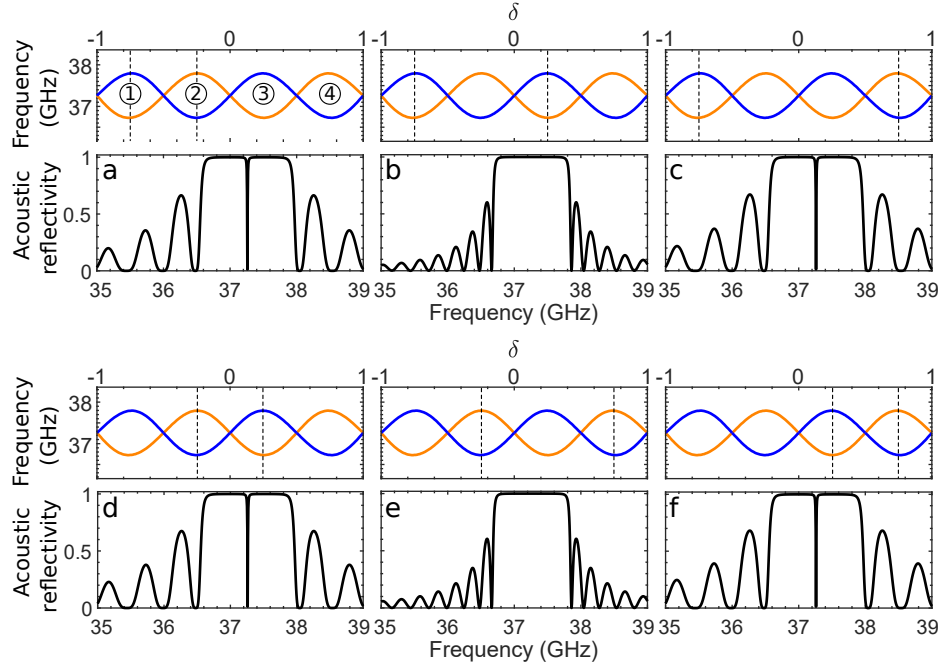 δ
-1 0 1 -1 0 1 -1 0 1
Frequency
(GHz)
38
37
① ② ③ ④
Acoustic
reflectivity
1
0.5
0
a b c
35 36 37 38 39 35 36 37 38 39 35 36 37 38 39
Frequency (GHz)
δ
-1 0 1 -1 0 1 -1 0 1
Frequency
(GHz)
38
37
Acoustic
reflectivity
1
0.5
0
d e f
35 36 37 38 39 35 36 37 38 39 35 36 37 38 39
Frequency (GHz)